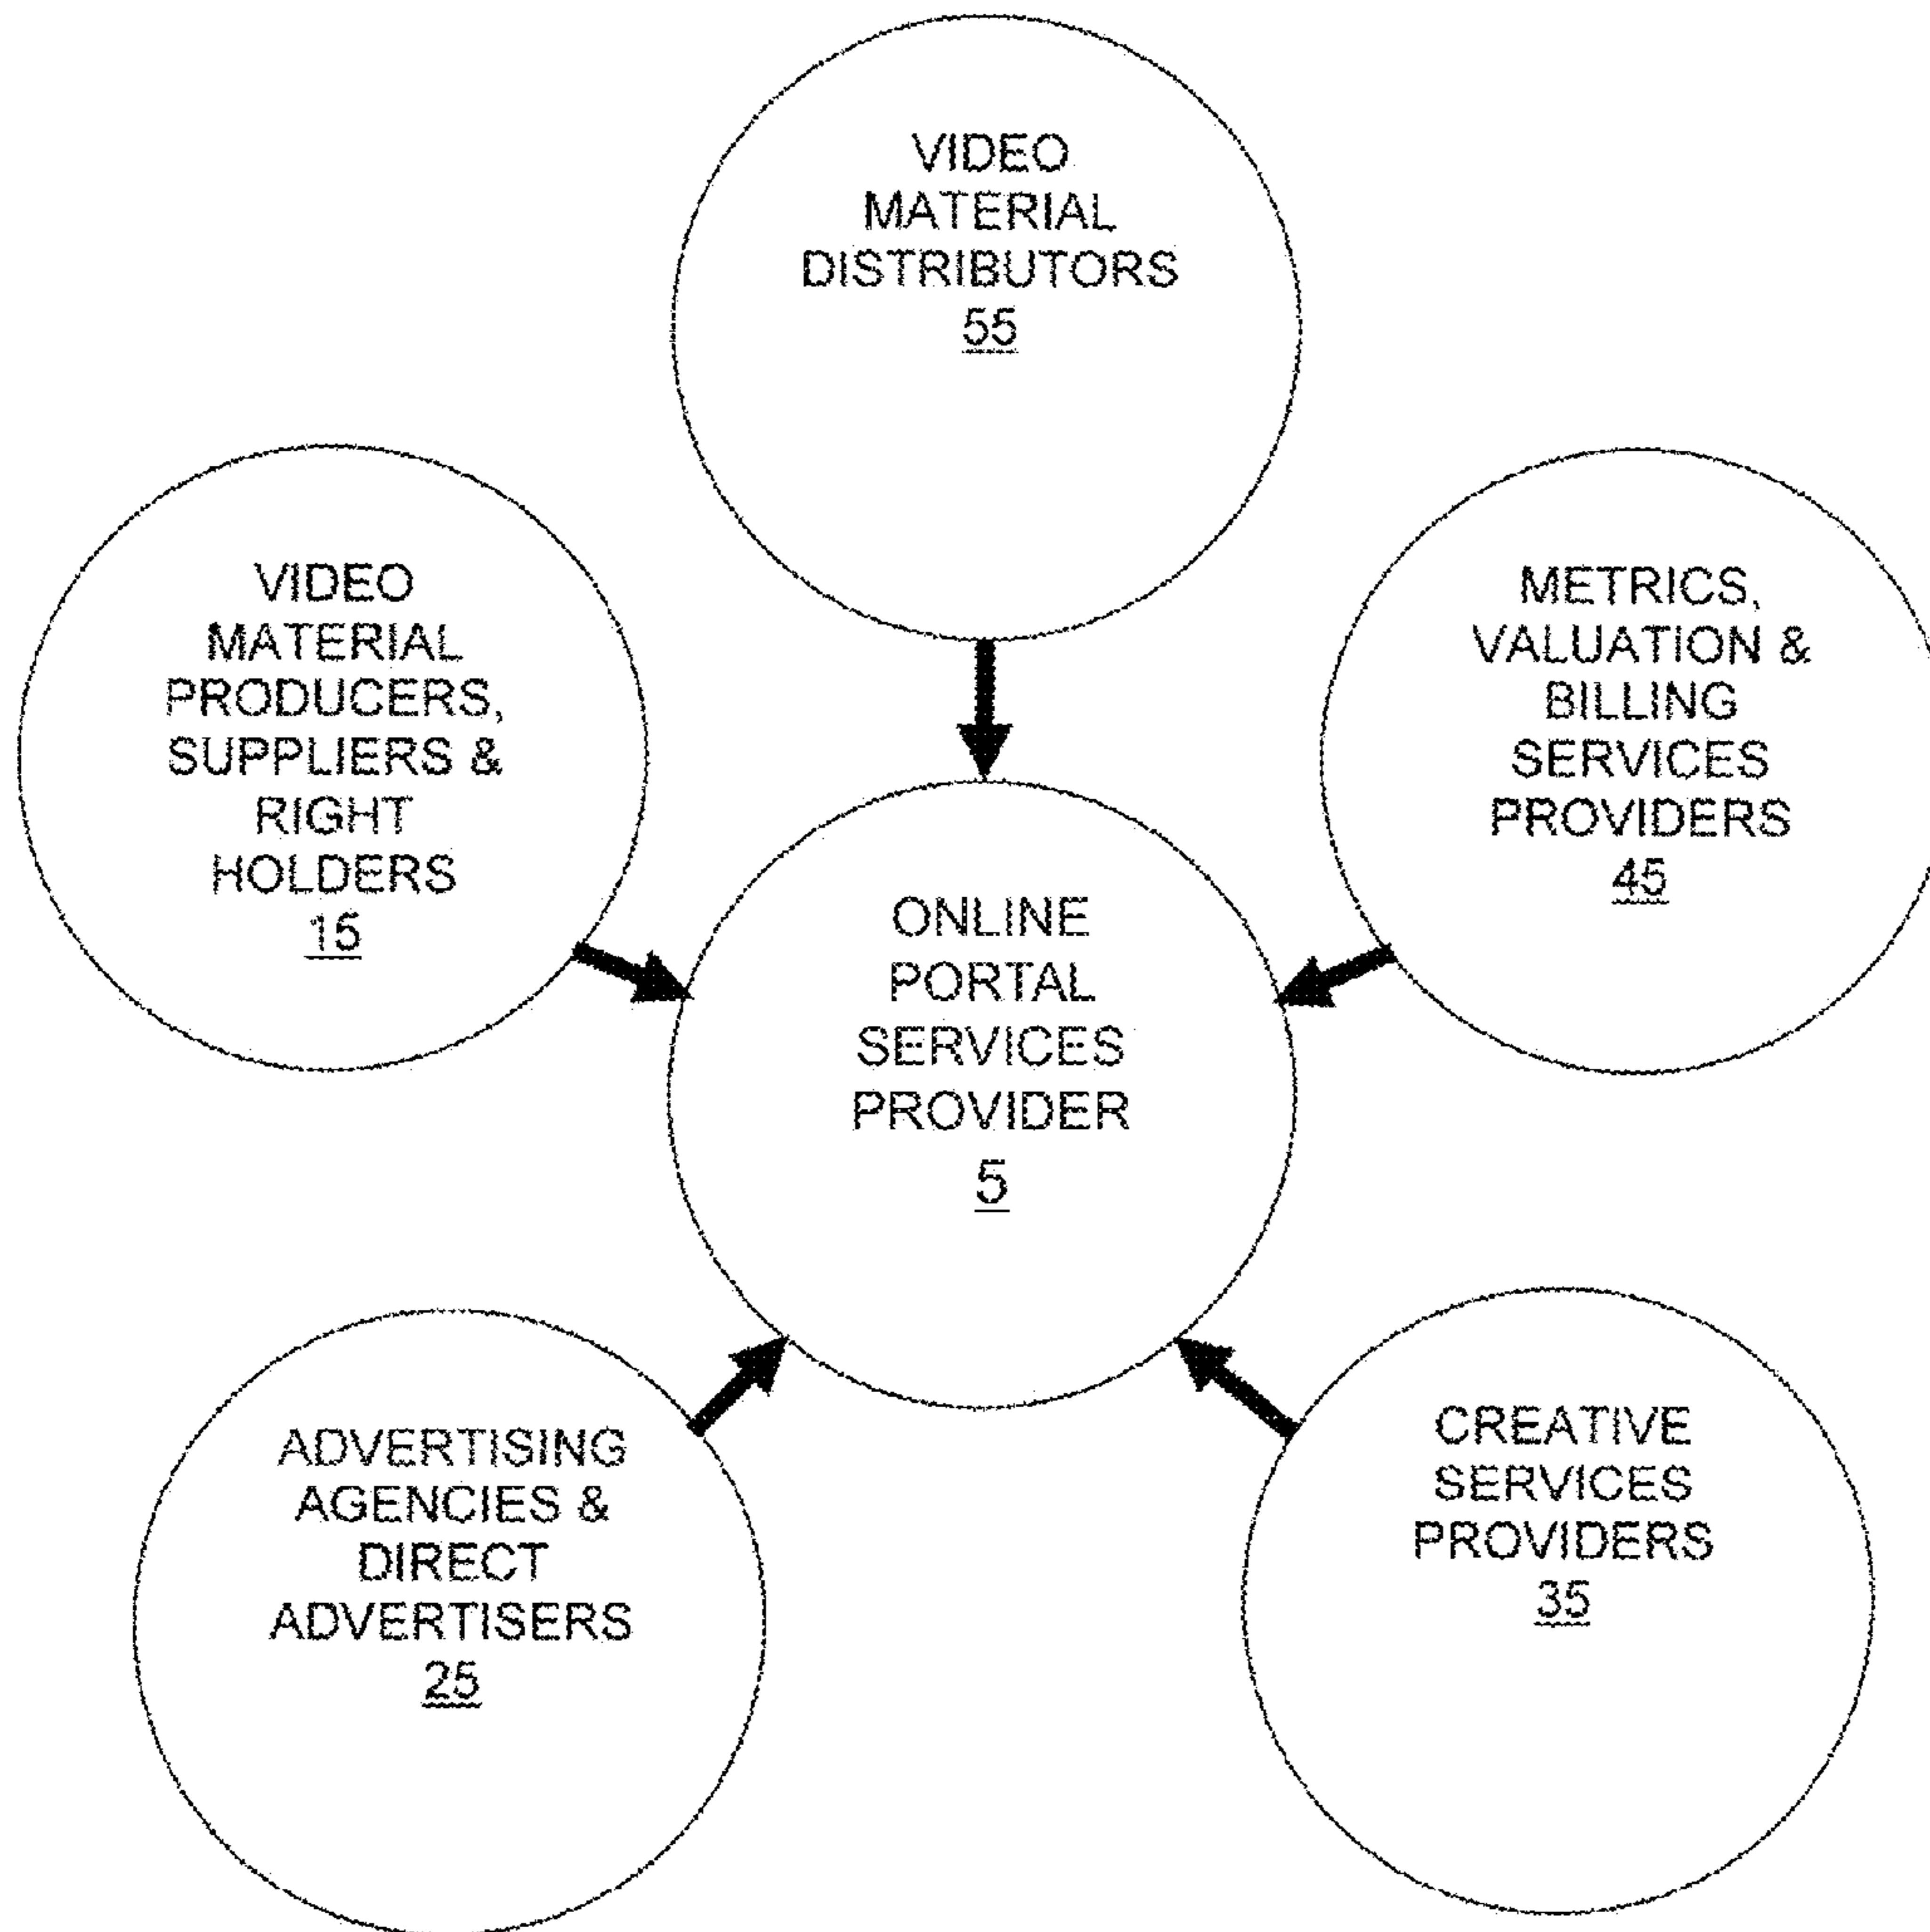 VIDEO
MATERIAL
DISTRIBUTORS
55
VIDEO
MATERIAL
PRODUCERS,
SUPPLIERS &
RIGHT
HOLDERS
15
METRICS,
VALUATION &
BILLING
SERVICES
PROVIDERS
45
ONLINE
PORTAL
SERVICES
PROVIDER
5
ADVERTISING
AGENCIES &
DIRECT
ADVERTISERS
25
CREATIVE
SERVICES
PROVIDERS
35